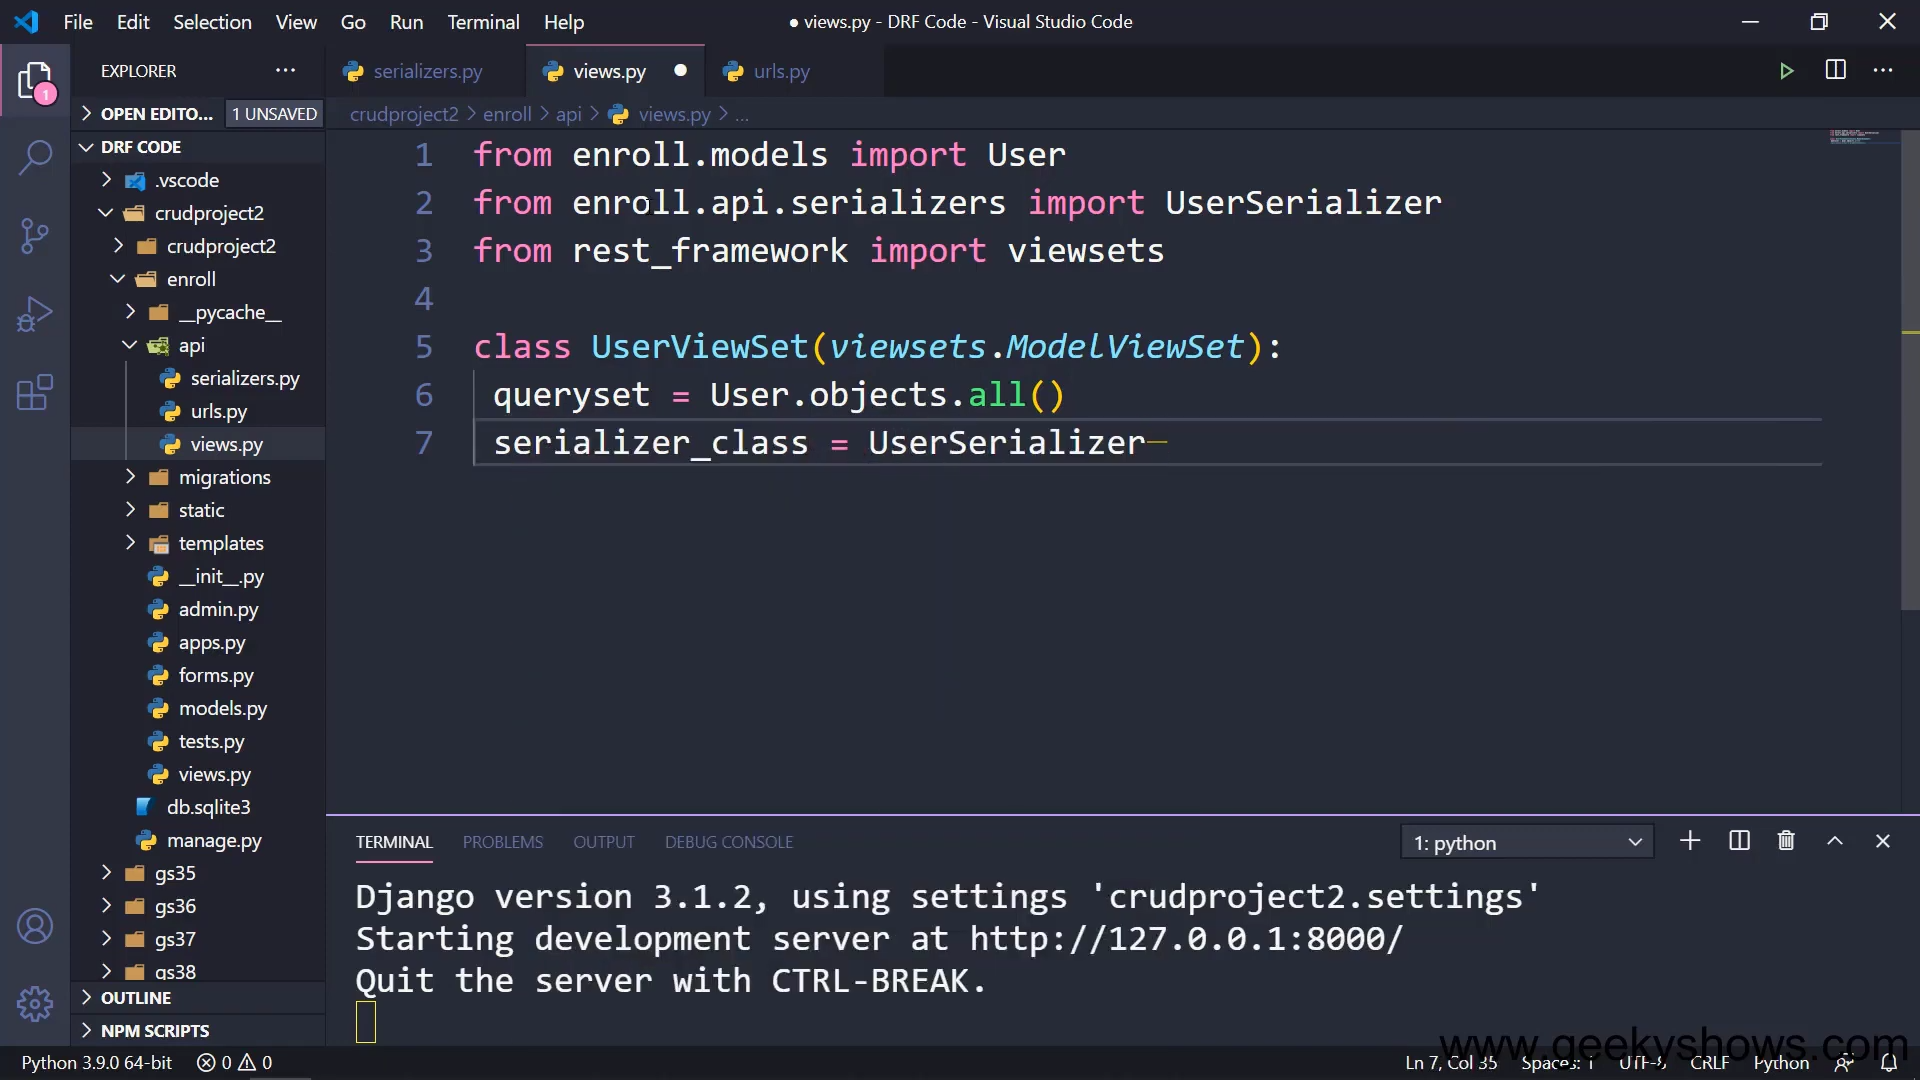 File Edit Selection View Go Run Terminal Help
● views.py - DRF Code - Visual Studio Code
EXPLORER
1
serializers.py
views.py
urls.py
OPEN EDITO... 1 UNSAVED
crudproject2 > enroll > api > views.py > ...
DRF CODE
.vscode
crudproject2
crudproject2
enroll
__pycache__
api
serializers.py
urls.py
views.py
migrations
static
templates
__init__.py
admin.py
apps.py
forms.py
models.py
tests.py
views.py
db.sqlite3
manage.py
gs35
gs36
gs37
gs38
OUTLINE
NPM SCRIPTS
1 from enroll.models import User
2 from enroll.api.serializers import UserSerializer
3 from rest_framework import viewsets
4
5 class UserViewSet(viewsets.ModelViewSet):
6 queryset = User.objects.all()
7 serializer_class = UserSerializer
TERMINAL PROBLEMS OUTPUT DEBUG CONSOLE
1: python
Django version 3.1.2, using settings 'crudproject2.settings'
Starting development server at http://127.0.0.1:8000/
Quit the server with CTRL-BREAK.
www.geekyshows.com
Python 3.9.0 64-bit 0 0
Ln 7, Col 35 Spaces: 1 UTF-8 CRLF Python